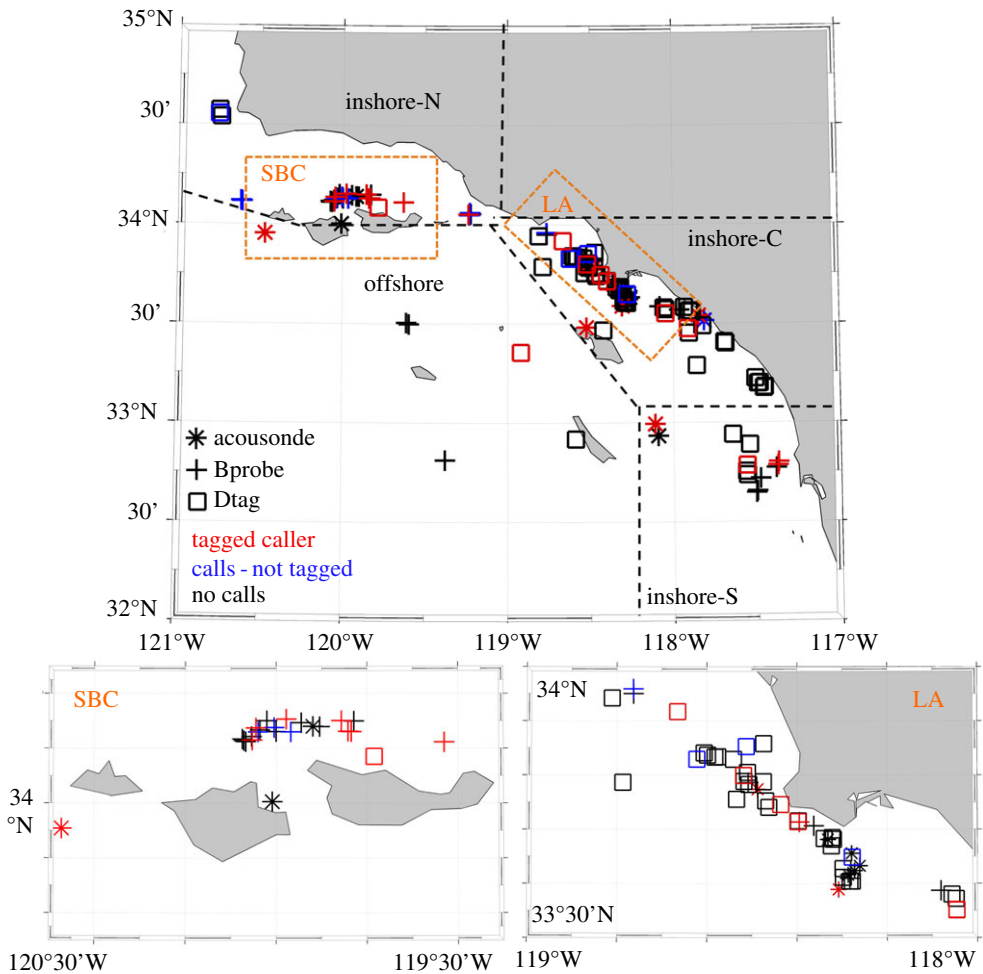 35°N
30’
34°N
30’
33°N
30’
32°N
inshore-N
SBC
LA
inshore-C
offshore
acousonde
Bprobe
Dtag
tagged caller
calls - not tagged
no calls
inshore-S
121°W
120°W
119°W
118°W
117°W
SBC
34
°N
120°30’W
119°30’W
34°N
LA
33°30’N
119°W
118°W